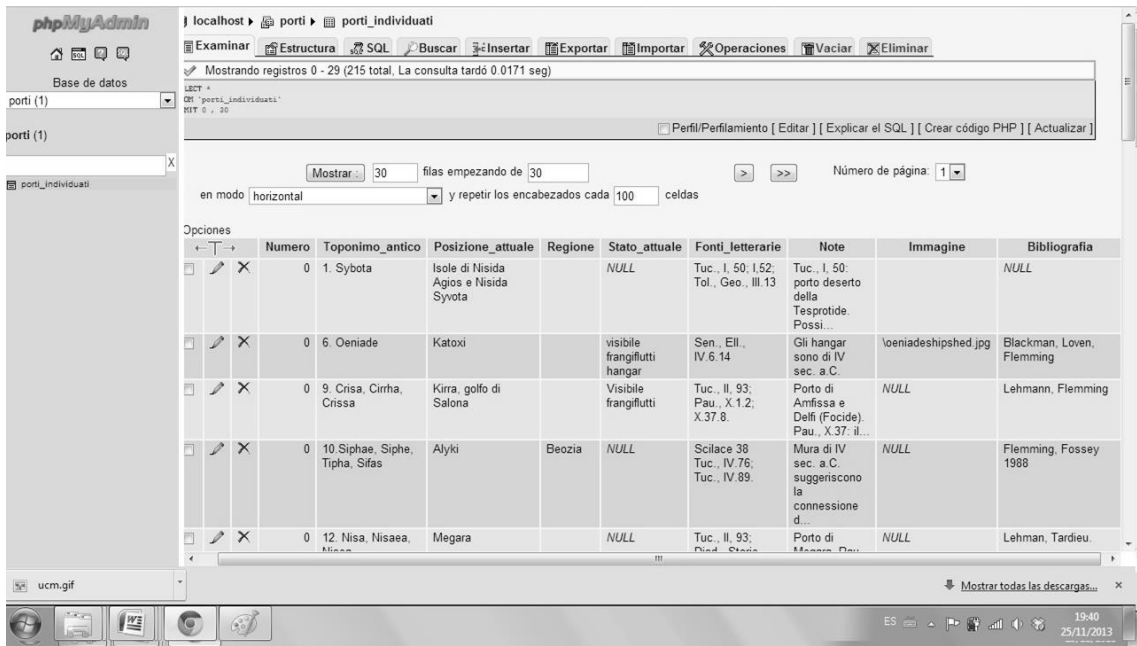 phpMyAdmin
localhost ▸ porti ▸ porti_individuati
Examinar Estructura SQL Buscar Insertar Exportar Importar Operaciones Vaciar Eliminar
Base de datos
porti (1)
porti (1)
X
porti_individuati
Mostrando registros 0 - 29 (215 total, La consulta tardó 0.0171 seg)
LECT *
OM 'porti_individuati'
MIT 0 , 30
Perfil/Perfilamiento [ Editar ] [ Explicar el SQL ] [ Crear código PHP ] [ Actualizar ]
Mostrar : 30 filas empezando de 30 > >> Número de página: 1
en modo horizontal y repetir los encabezados cada 100 celdas
Opciones
←T→ Numero Toponimo_antico Posizione_attuale Regione Stato_attuale Fonti_letterarie Note Immagine Bibliografia
0 1. Sybota Isole di Nisida NULL Tuc., I, 50; I,52; Tuc., I, 50: NULL
Agios e Nisida Tol., Geo., III.13 porto deserto
Syvota della
Tesprotide.
Possi...
0 6. Oeniade Katoxi visibile Sen., Ell., Gli hangar \oeniadeshipshed.jpg Blackman, Loven,
frangiflutti IV.6.14 sono di IV Flemming
hangar sec. a.C.
0 9. Crisa, Cirrha, Kirra, golfo di Visibile Tuc., II, 93; Porto di NULL Lehmann, Flemming
Crissa Salona frangiflutti Pau., X.1.2; Amfissa e
X.37.8. Delfi (Focide).
Pau., X.37: il...
0 10.Siphae, Siphe, Alyki Beozia NULL Scilace 38 Mura di IV NULL Flemming, Fossey
Tipha, Sifas Tuc., IV.76; sec. a.C. 1988
Tuc., IV.89. suggeriscono
la
connessione
d...
0 12. Nisa, Nisaea, Megara NULL Tuc., II, 93; Porto di NULL Lehman, Tardieu.
ucm.gif Mostrar todas las descargas... ×
ES 19:40
25/11/2013